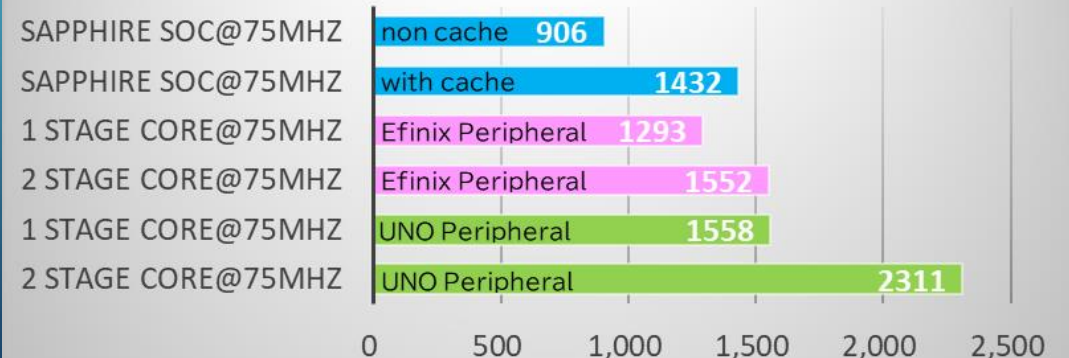 SAPPHIRE SOC@75MHZ non cache 906
SAPPHIRE SOC@75MHZ with cache 1432
1 STAGE CORE@75MHZ Efinix Peripheral 1293
2 STAGE CORE@75MHZ Efinix Peripheral 1552
1 STAGE CORE@75MHZ UNO Peripheral 1558
2 STAGE CORE@75MHZ UNO Peripheral 2311
0 500 1,000 1,500 2,000 2,500